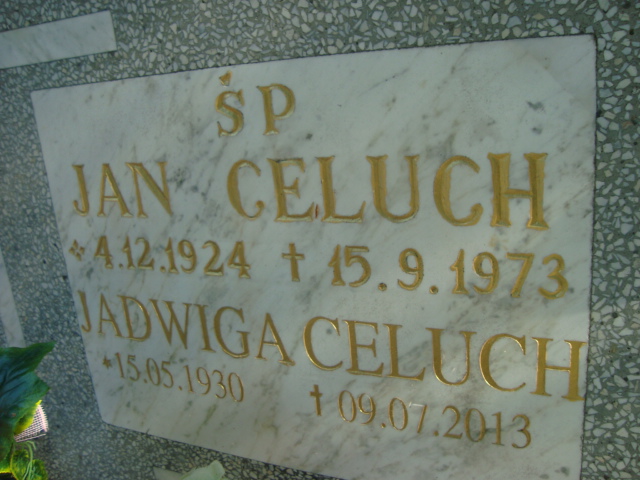 ŚP
JAN CELUCH
* 4.12.1924 † 15.9.1973
JADWIGA CELUCH
*15.05.1930 † 09.07.2013